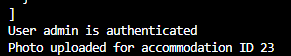 ]
User admin is authenticated
Photo uploaded for accommodation ID 23